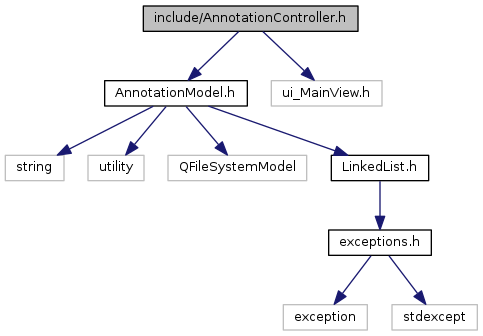 include/AnnotationController.h
AnnotationModel.h
ui_MainView.h
string
utility
QFileSystemModel
LinkedList.h
exceptions.h
exception
stdexcept